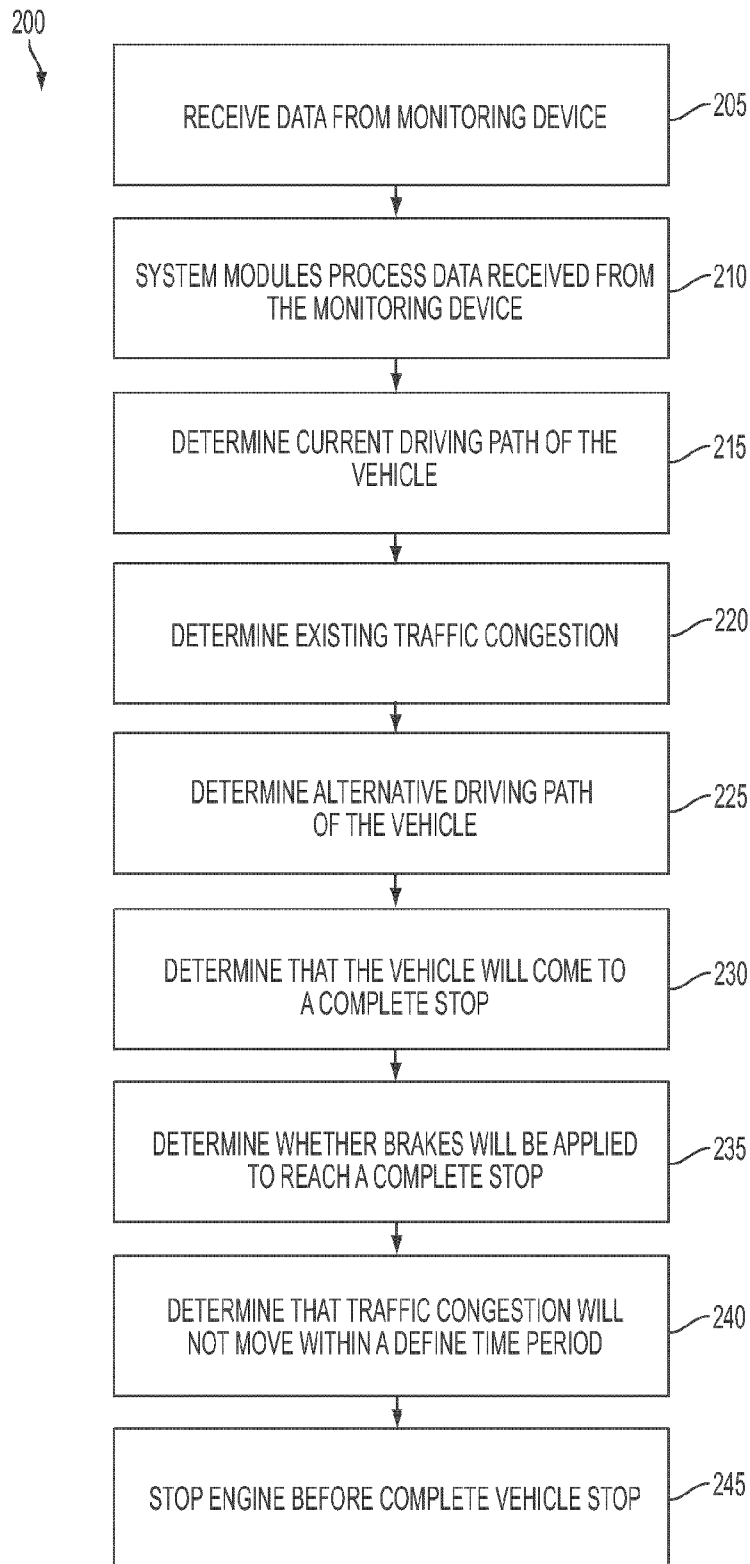 200
RECEIVE DATA FROM MONITORING DEVICE
205
SYSTEM MODULES PROCESS DATA RECEIVED FROM
THE MONITORING DEVICE
210
DETERMINE CURRENT DRIVING PATH OF THE
VEHICLE
215
DETERMINE EXISTING TRAFFIC CONGESTION
220
DETERMINE ALTERNATIVE DRIVING PATH
OF THE VEHICLE
225
DETERMINE THAT THE VEHICLE WILL COME TO
A COMPLETE STOP
230
DETERMINE WHETHER BRAKES WILL BE APPLIED
TO REACH A COMPLETE STOP
235
DETERMINE THAT TRAFFIC CONGESTION WILL
NOT MOVE WITHIN A DEFINE TIME PERIOD
240
STOP ENGINE BEFORE COMPLETE VEHICLE STOP
245